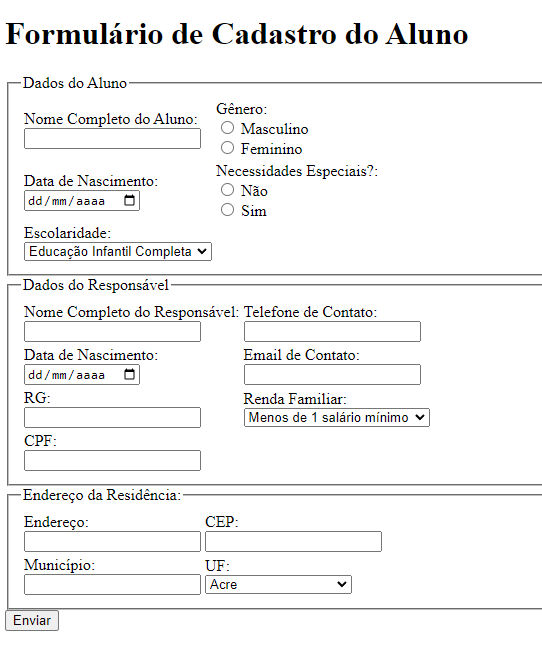 Formulário de Cadastro do Aluno
Dados do Aluno
Nome Completo do Aluno:
Gênero:
Masculino
Feminino
Data de Nascimento:
dd/mm/aaaa
Necessidades Especiais?:
Não
Sim
Escolaridade:
Educação Infantil Completa
Dados do Responsável
Nome Completo do Responsável: Telefone de Contato:
Data de Nascimento: Email de Contato:
dd/mm/aaaa
RG: Renda Familiar:
Menos de 1 salário mínimo
CPF:
Endereço da Residência:
Endereço: CEP:
Município: UF:
Acre
Enviar